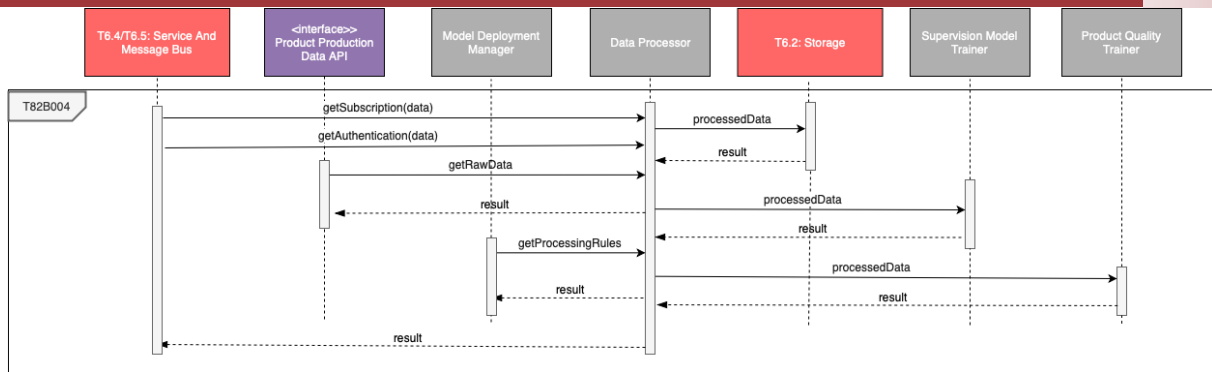 T6.4/T6.5: Service And
Message Bus
<interface>>
Product Production
Data API
Model Deployment
Manager
Data Processor
T6.2: Storage
Supervision Model
Trainer
Product Quality
Trainer
T82B004
getSubscription(data)
processedData
getAuthentication(data)
result
getRawData
processedData
result
result
getProcessingRules
processedData
result
result
result